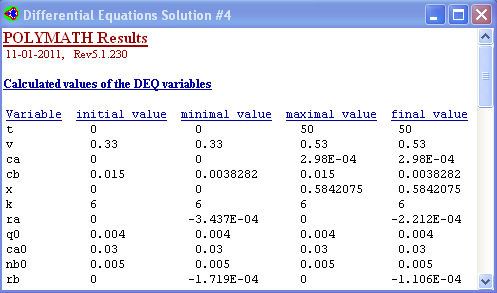 Differential Equations Solution #4
POLYMATH Results
11-01-2011, Rev5.1.230
Calculated values of the DEQ variables
Variable initial value minimal value maximal value final value
t 0 0 50 50
v 0.33 0.33 0.53 0.53
ca 0 0 2.98E-04 2.98E-04
cb 0.015 0.0038282 0.015 0.0038282
x 0 0 0.5842075 0.5842075
k 6 6 6 6
ra 0 -3.437E-04 0 -2.212E-04
q0 0.004 0.004 0.004 0.004
ca0 0.03 0.03 0.03 0.03
nb0 0.005 0.005 0.005 0.005
rb 0 -1.719E-04 0 -1.106E-04